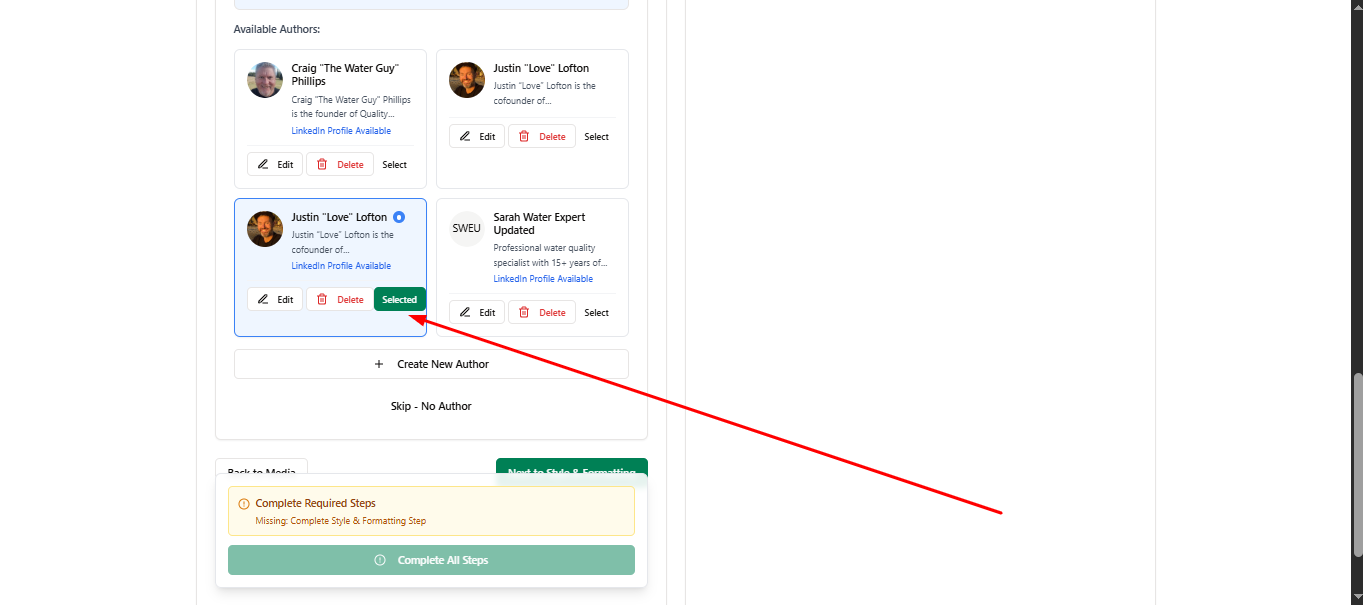 Available Authors:
Craig "The Water Guy"
Phillips
Craig "The Water Guy" Phillips
is the founder of Quality...
LinkedIn Profile Available
Edit
Delete
Select
Justin "Love" Lofton
Justin "Love" Lofton is the
cofounder of...
Edit
Delete
Select
Justin "Love" Lofton
Justin "Love" Lofton is the
cofounder of...
LinkedIn Profile Available
Edit
Delete
Selected
SWEU
Sarah Water Expert
Updated
Professional water quality
specialist with 15+ years of...
LinkedIn Profile Available
Edit
Delete
Select
+ Create New Author
Skip - No Author
Back to Media
Next to Style & Formatting
Complete Required Steps
Missing: Complete Style & Formatting Step
Complete All Steps